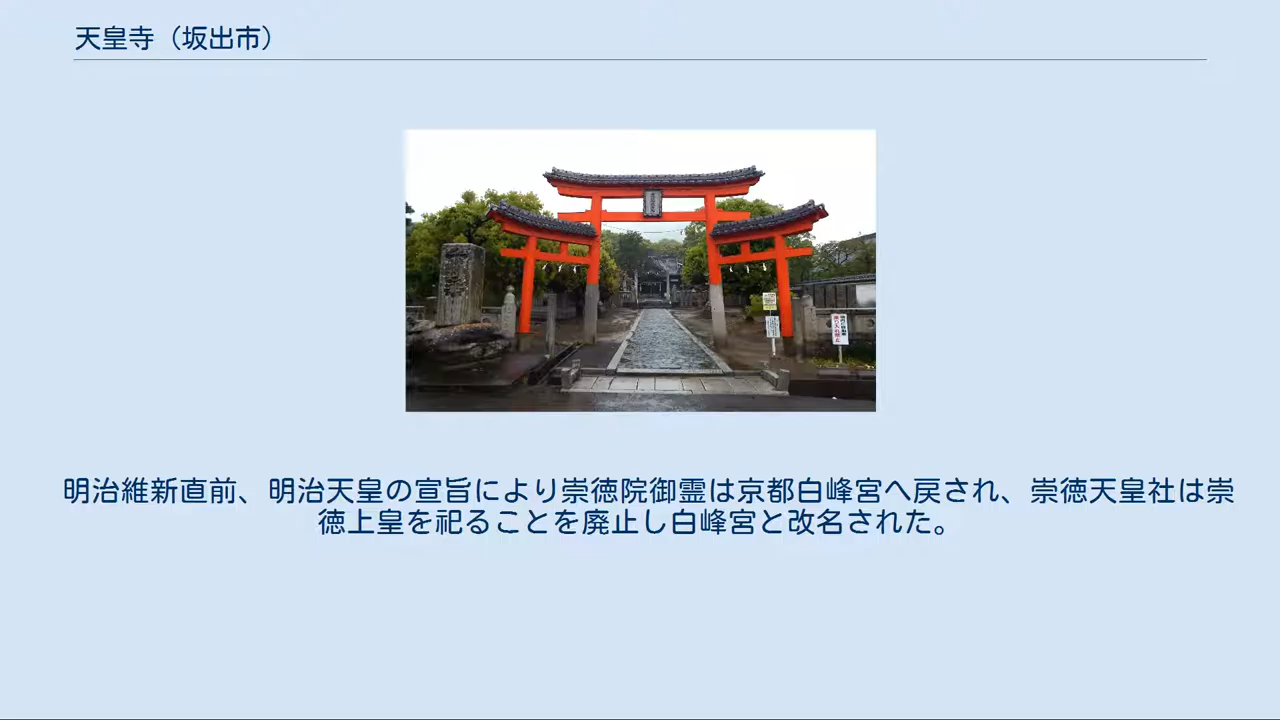 天皇寺（坂出市）
明治維新直前、明治天皇の宣旨により崇徳院御霊は京都白峰宮へ戻され、崇徳天皇社は崇
徳上皇を祀ることを廃止し白峰宮と改名された。